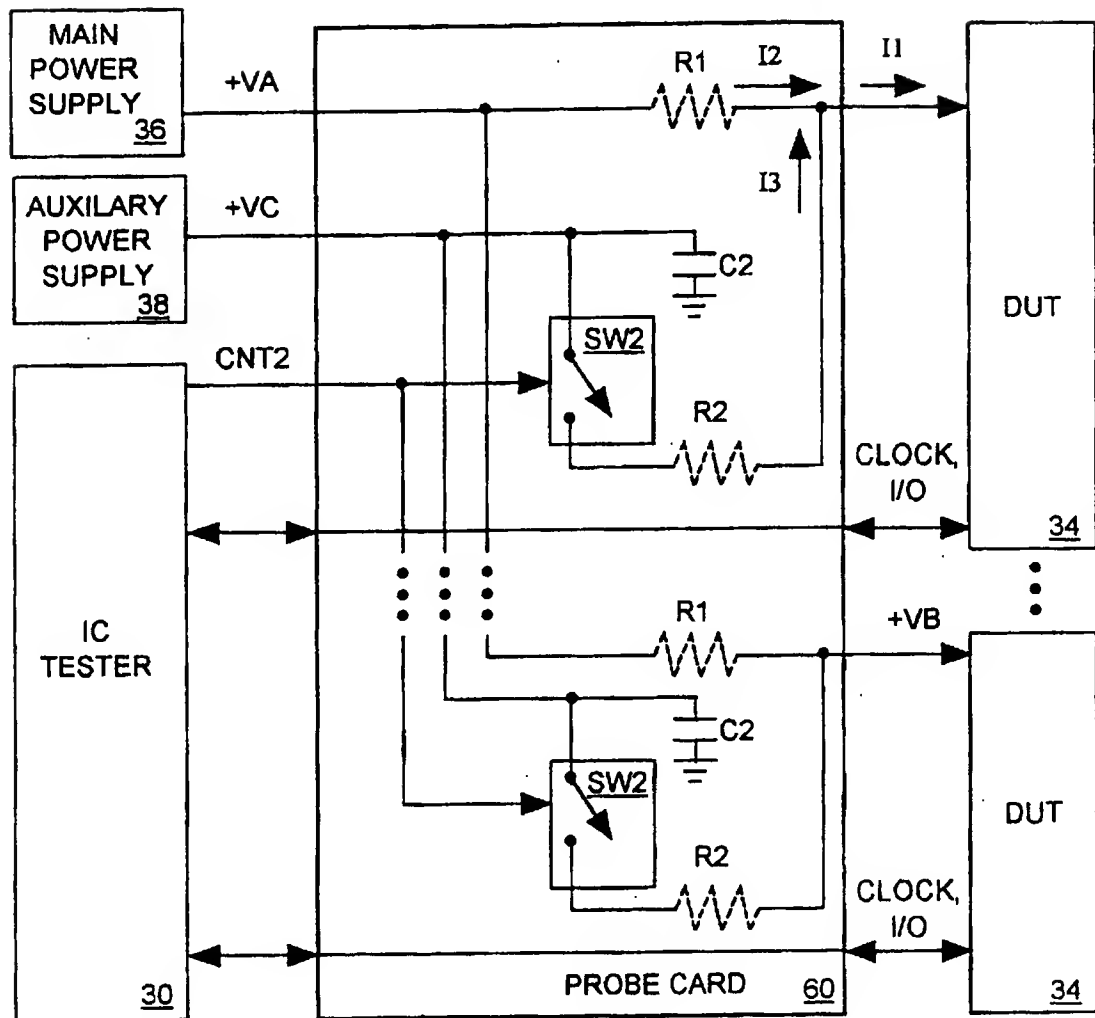 MAIN
POWER
SUPPLY
36
+VA
R1
I2
I1
I3
AUXILARY
POWER
SUPPLY
38
+VC
C2
SW2
CNT2
R2
DUT
CLOCK,
I/O
34
IC
TESTER
30
R1
+VB
C2
SW2
R2
DUT
CLOCK,
I/O
34
PROBE CARD
60